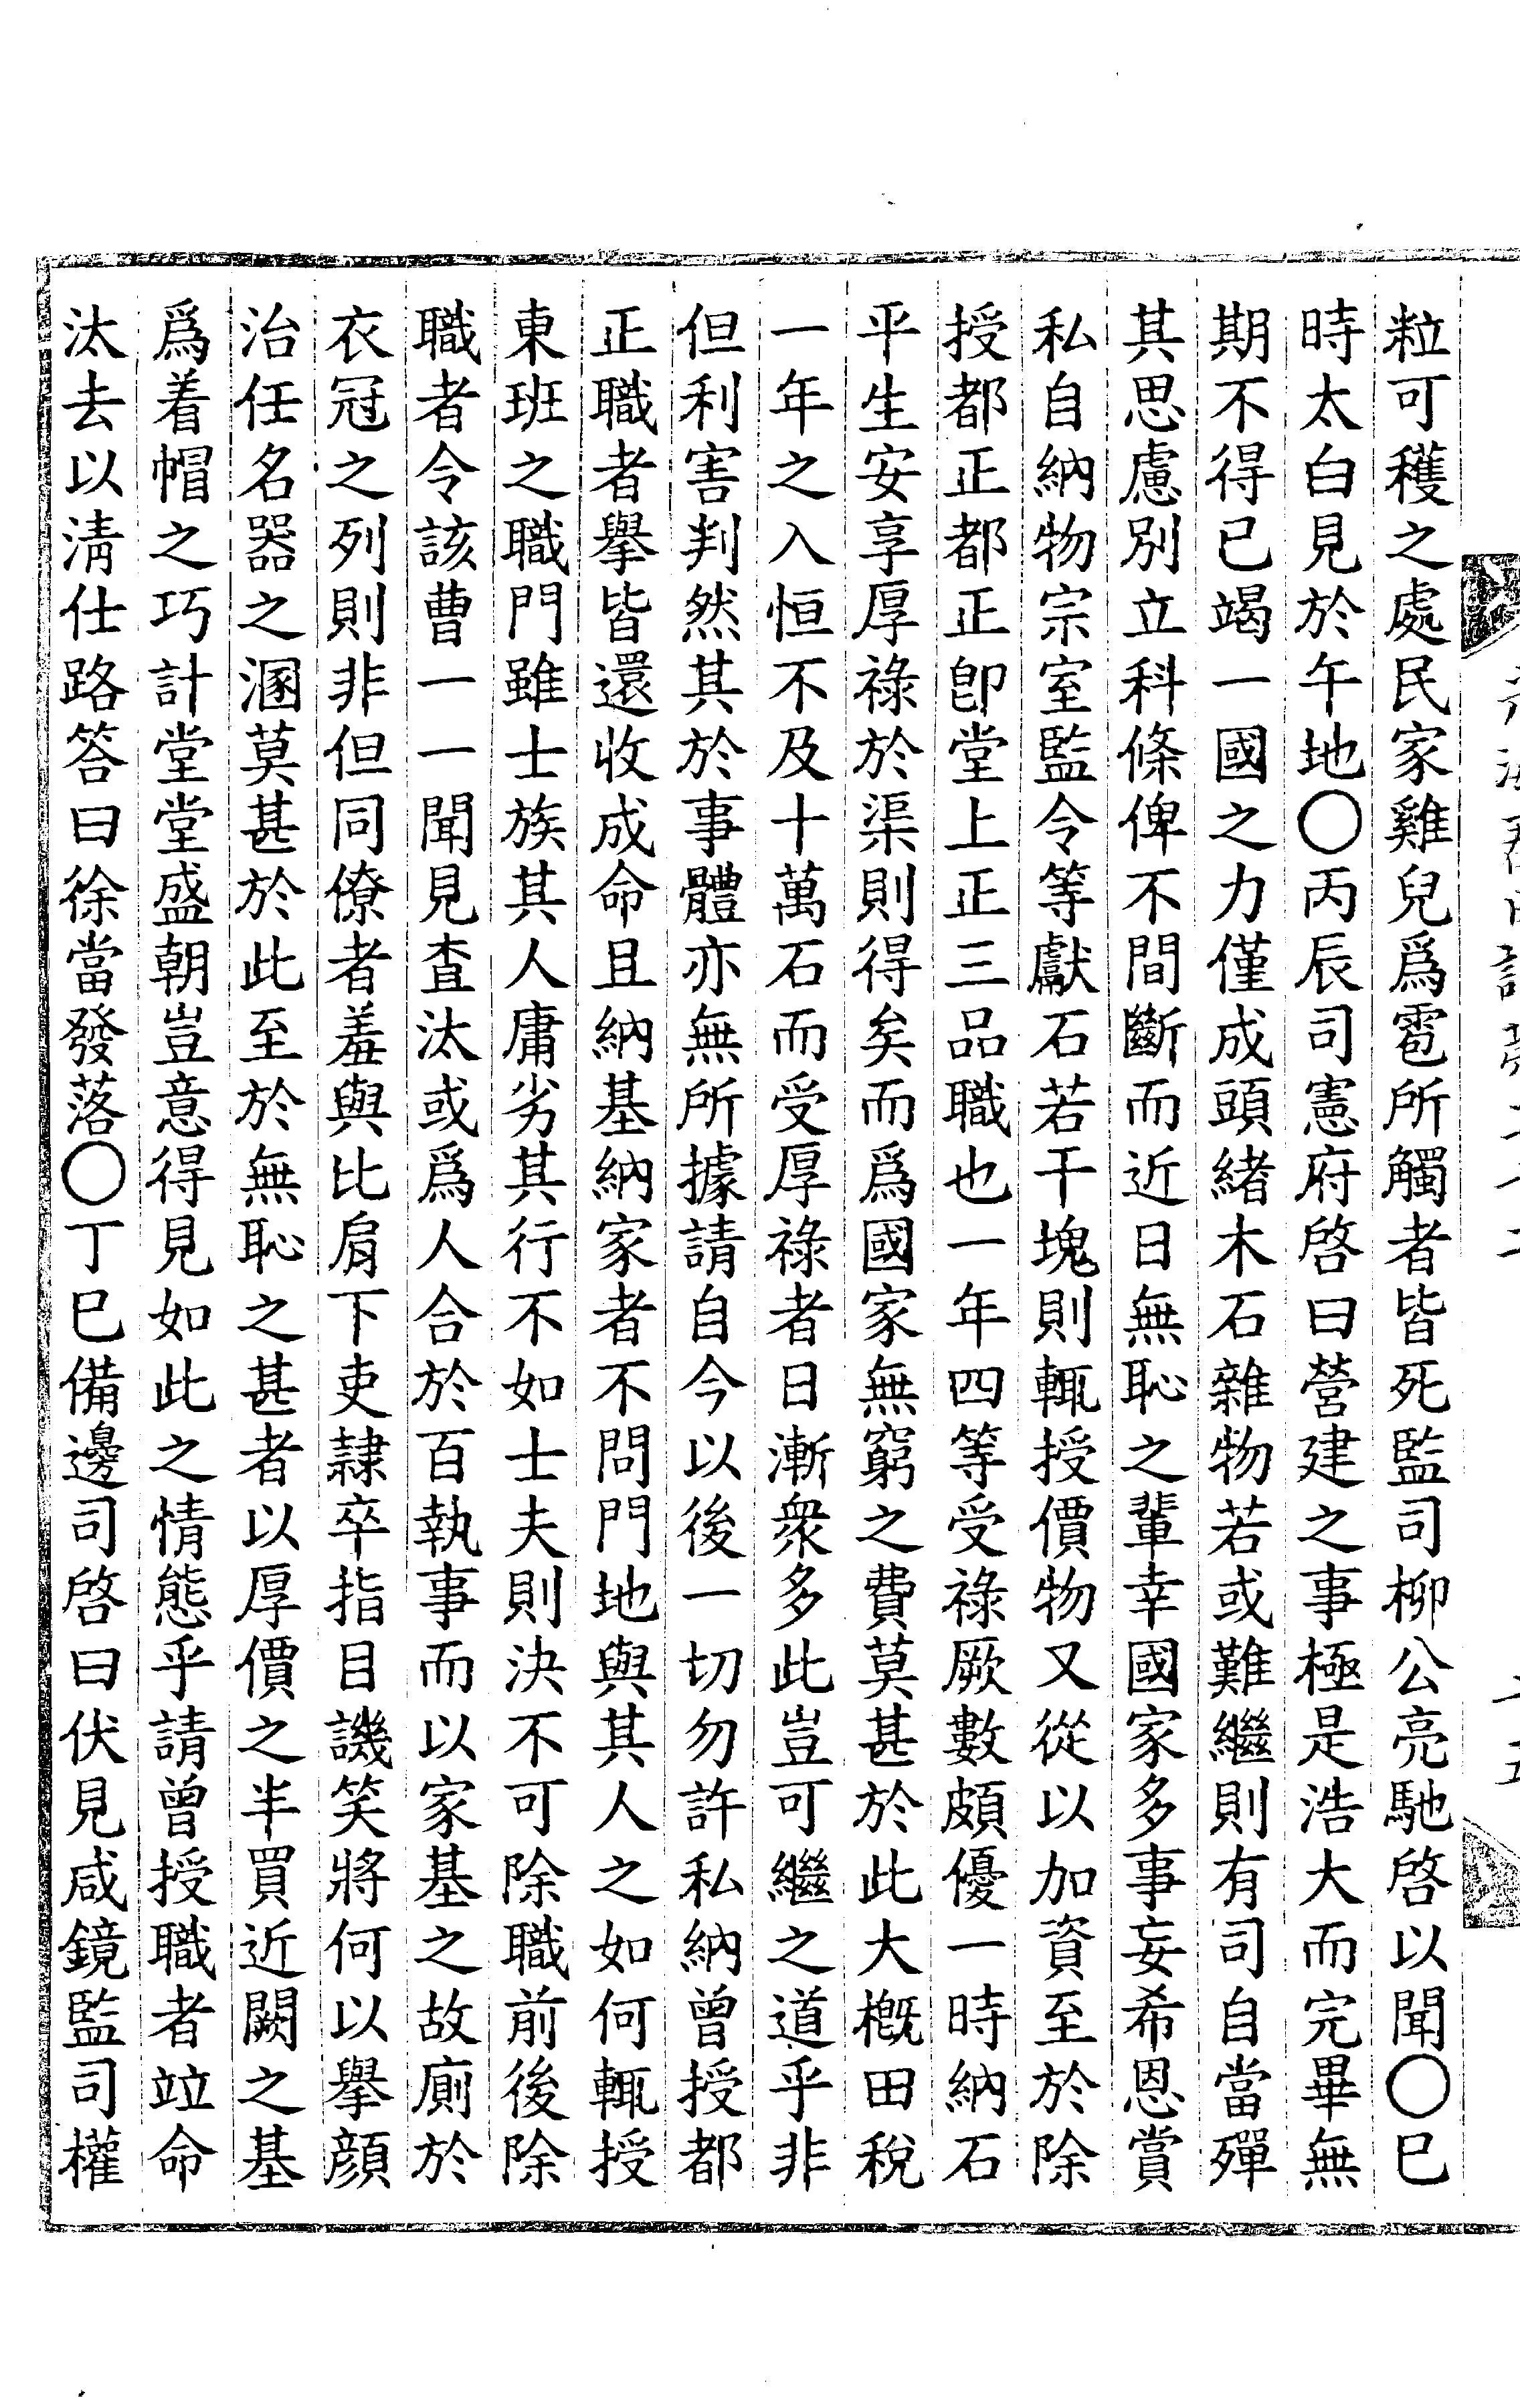 粒可穫之處民家雞兒爲雹所觸者皆死監司柳公亮馳啓以聞○巳
時太白見於午地○丙辰司憲府啓曰營建之事極是浩大而完畢無
期不得已竭一國之力僅成頭緖木石雜物若或難繼則有司自當殫
其思慮別立科條俾不間斷而近日無恥之輩幸國家多事妄希恩賞
私自納物宗室監令等獻石若干塊則輒授價物又從以加資至於除
授都正都正卽堂上正三品職也一年四等受祿厥數頗優一時納石
平生安享厚祿於渠則得矣而爲國家無窮之費莫甚於此大槪田稅
一年之入恒不及十萬石而受厚祿者日漸衆多此豈可繼之道乎非
但利害判然其於事體亦無所據請自今以後一切勿許私納曾授都
正職者擧皆還收成命且納基納家者不問門地與其人之如何輒授
東班之職門雖士族其人庸劣其行不如士夫則決不可除職前後除
職者令該曹一一聞見査汰或爲人合於百執事而以家基之故廁於
衣冠之列則非但同僚者羞與比肩下吏隷卒指目譏笑將何以擧顔
治任名器之溷莫甚於此至於無恥之甚者以厚價之半買近闕之基
爲着帽之巧計堂堂盛朝豈意得見如此之情態乎請曾授職者竝命
汰去以淸仕路答曰徐當發落○丁巳備邊司啓曰伏見咸鏡監司權